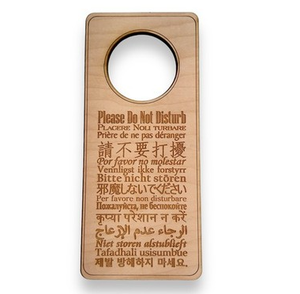 Please Do Not Disturb
Placere Noli turbare
Prière de ne pas déranger
請不要打擾
Por favor no molestar
Vennligst ikke forstyrr
Bitte nicht stören
邪魔しないでください
Per favore non disturbare
Пожалуйста, не беспокойте
कृप्या परेशान न करें
الرجاء عدم الإزعاج
Niet storen alstublieft
Tafadhali usisumbue
재발 방해하지 마세요.